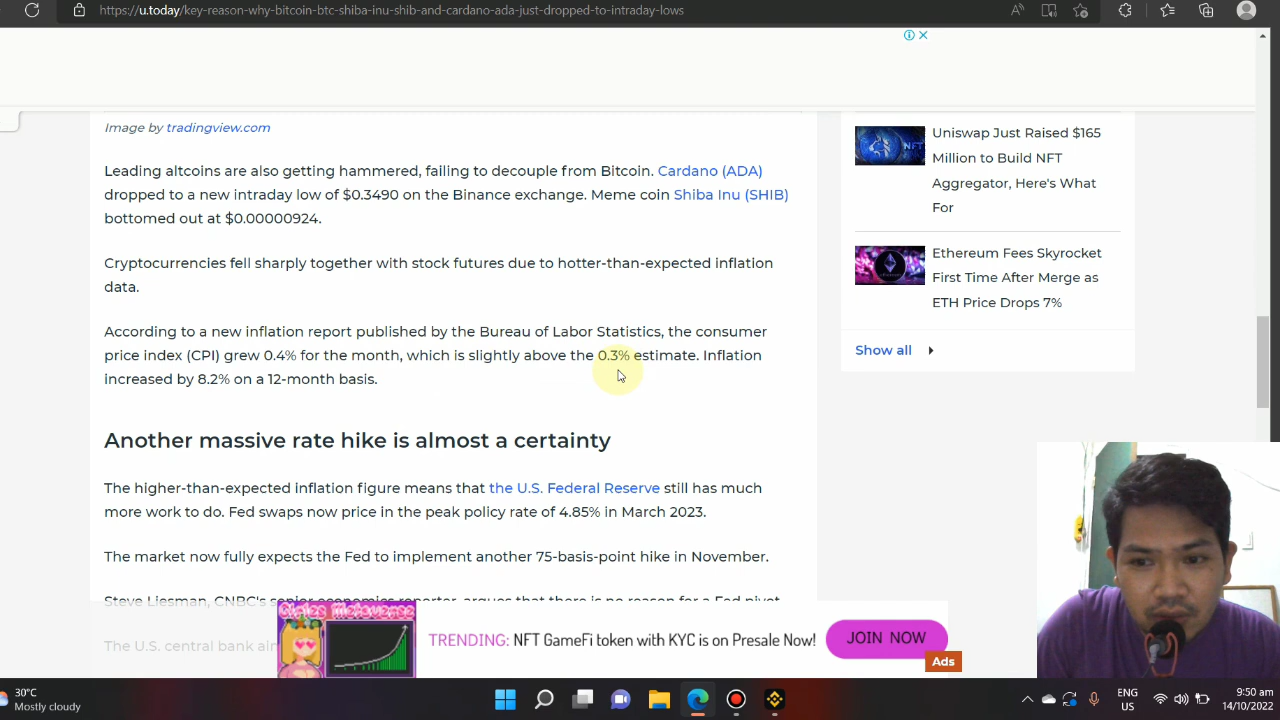 https://u.today/key-reason-why-bitcoin-btc-shiba-inu-shib-and-cardano-ada-just-dropped-to-intraday-lows
Image by tradingview.com
Leading altcoins are also getting hammered, failing to decouple from Bitcoin. Cardano (ADA)
dropped to a new intraday low of $0.3490 on the Binance exchange. Meme coin Shiba Inu (SHIB)
bottomed out at $0.00000924.
Cryptocurrencies fell sharply together with stock futures due to hotter-than-expected inflation
data.
According to a new inflation report published by the Bureau of Labor Statistics, the consumer
price index (CPI) grew 0.4% for the month, which is slightly above the 0.3% estimate. Inflation
increased by 8.2% on a 12-month basis.
Another massive rate hike is almost a certainty
The higher-than-expected inflation figure means that the U.S. Federal Reserve still has much
more work to do. Fed swaps now price in the peak policy rate of 4.85% in March 2023.
The market now fully expects the Fed to implement another 75-basis-point hike in November.
Steve Liesman, CNBC's senior economics reporter, argues that there is no reason for a Fed pivot
The U.S. central bank ai
NFT
Uniswap Just Raised $165
Million to Build NFT
Aggregator, Here's What
For
Ethereum Fees Skyrocket
First Time After Merge as
ETH Price Drops 7%
Show all
TRENDING: NFT GameFi token with KYC is on Presale Now!
JOIN NOW
Ads
30°C
Mostly cloudy
ENG
US
9:50 am
14/10/2022